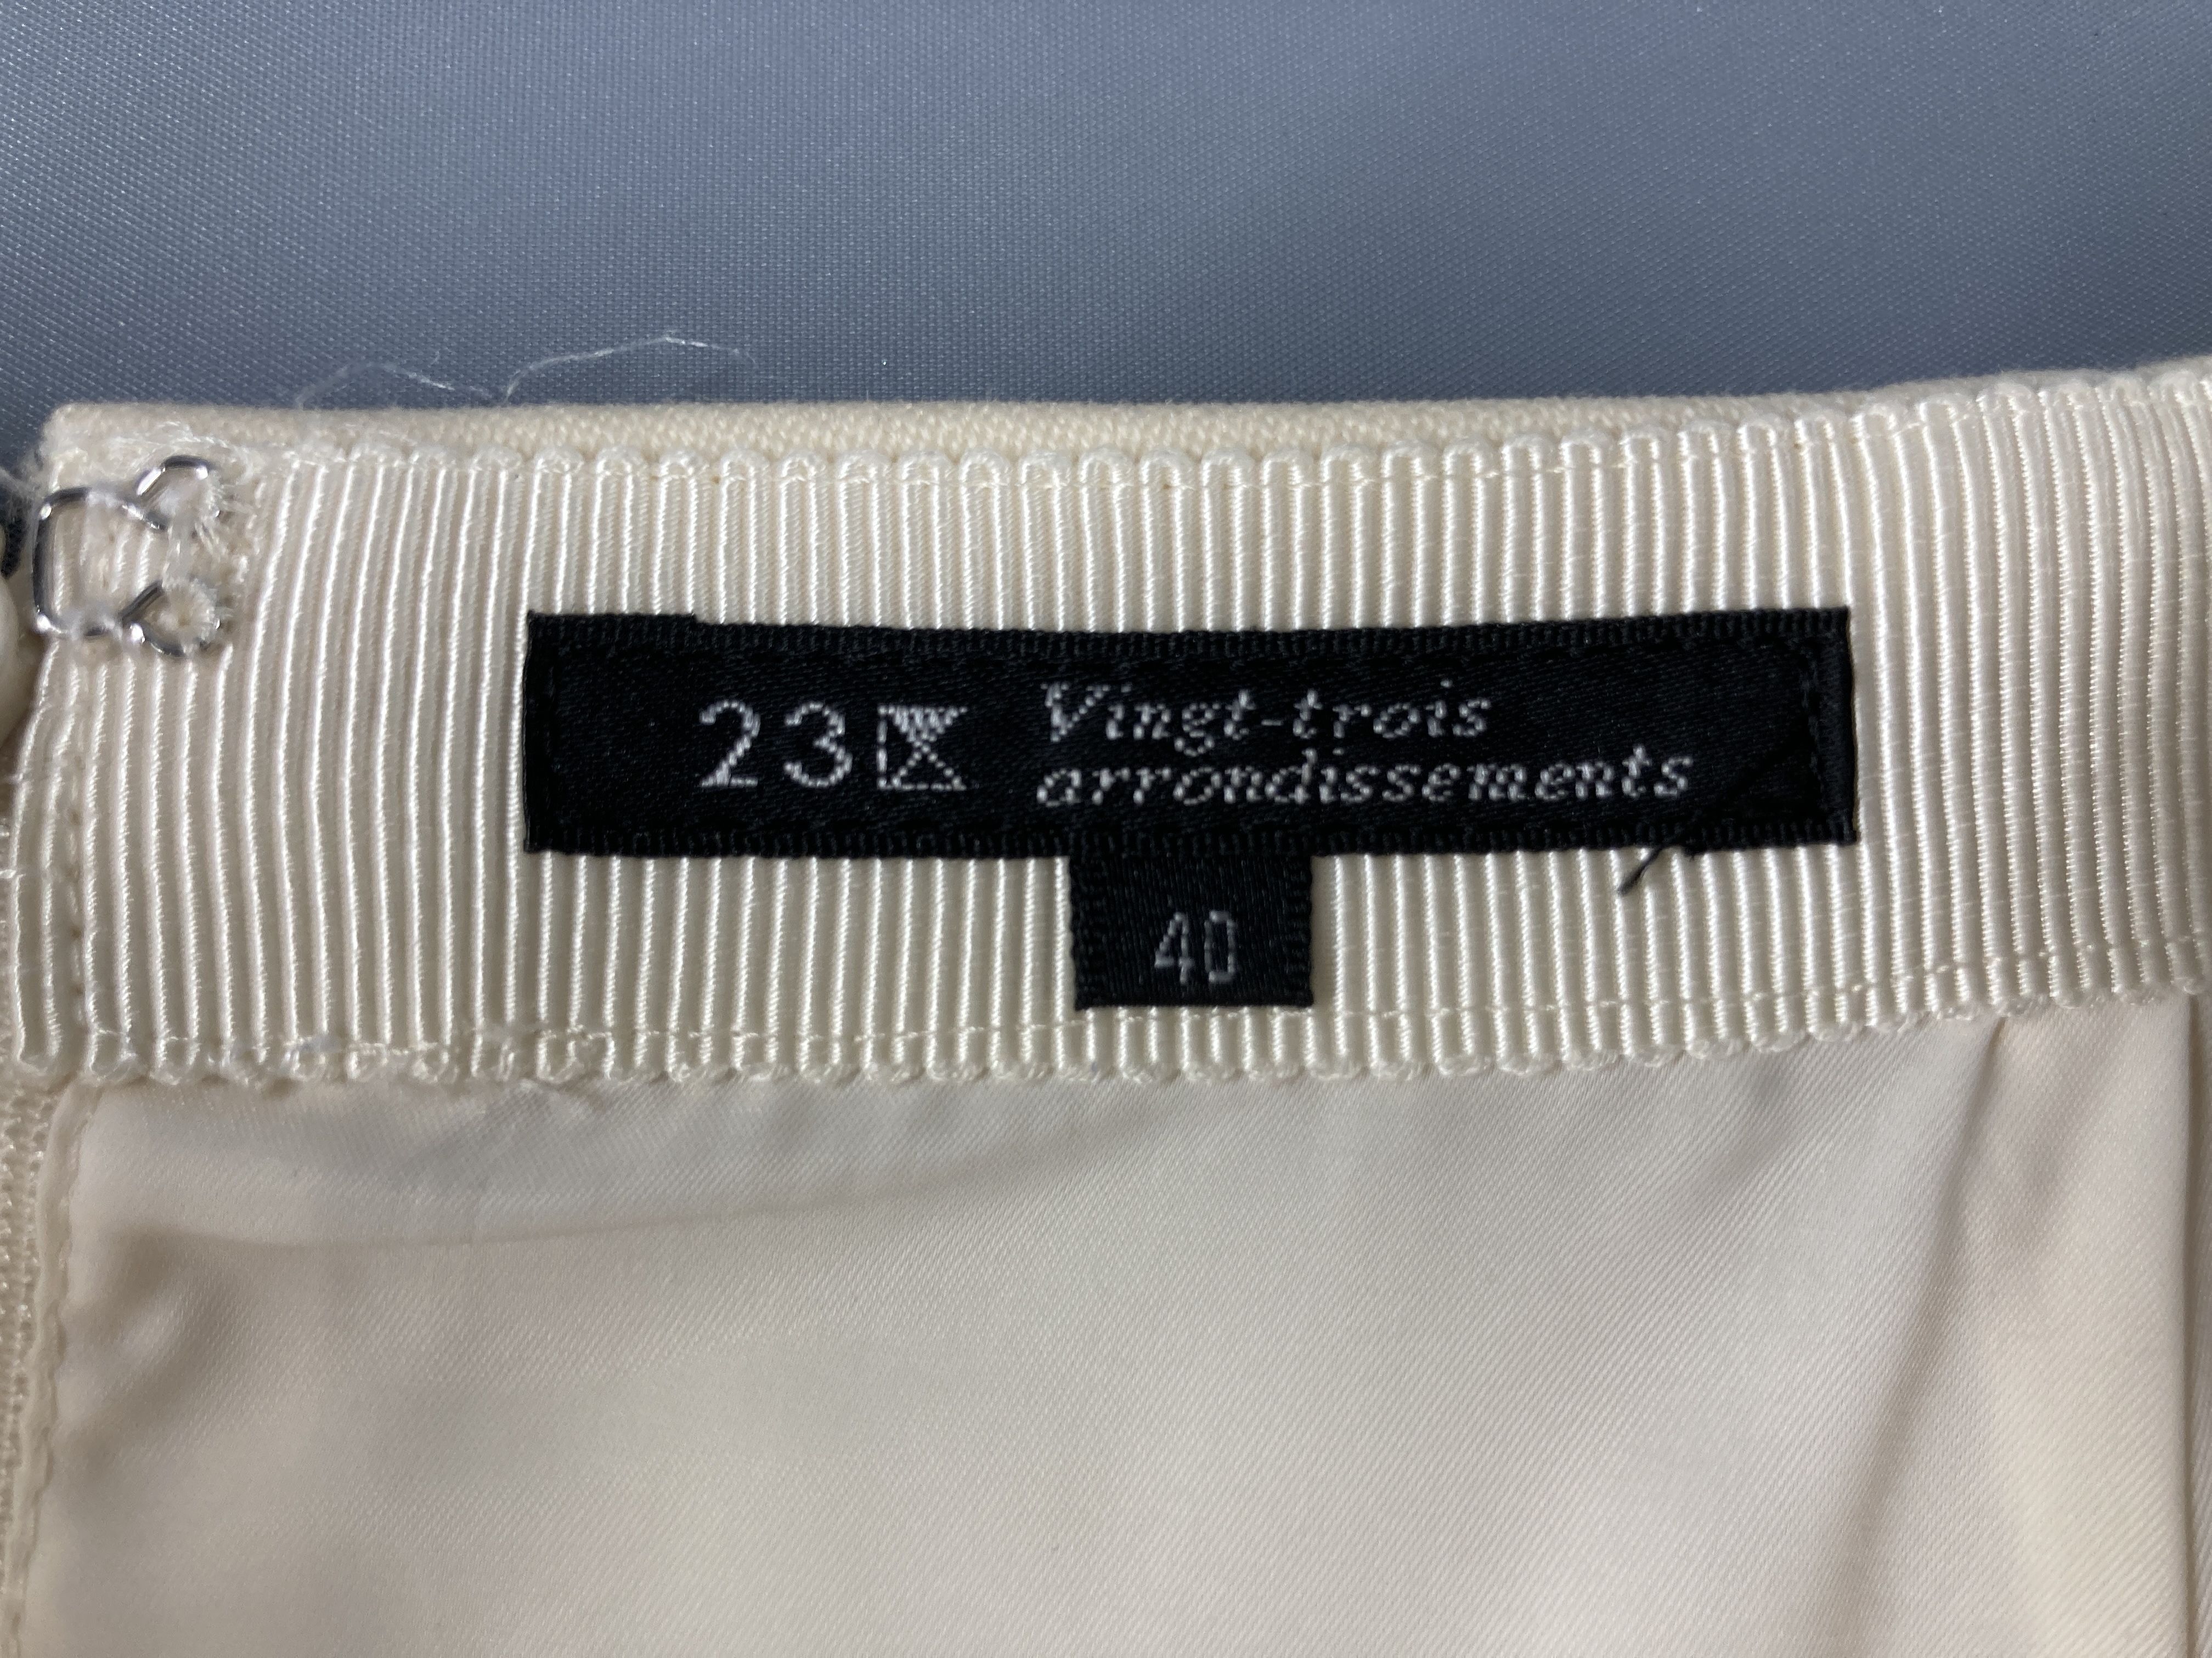 23区 Vingt-trois
arrondissements
40